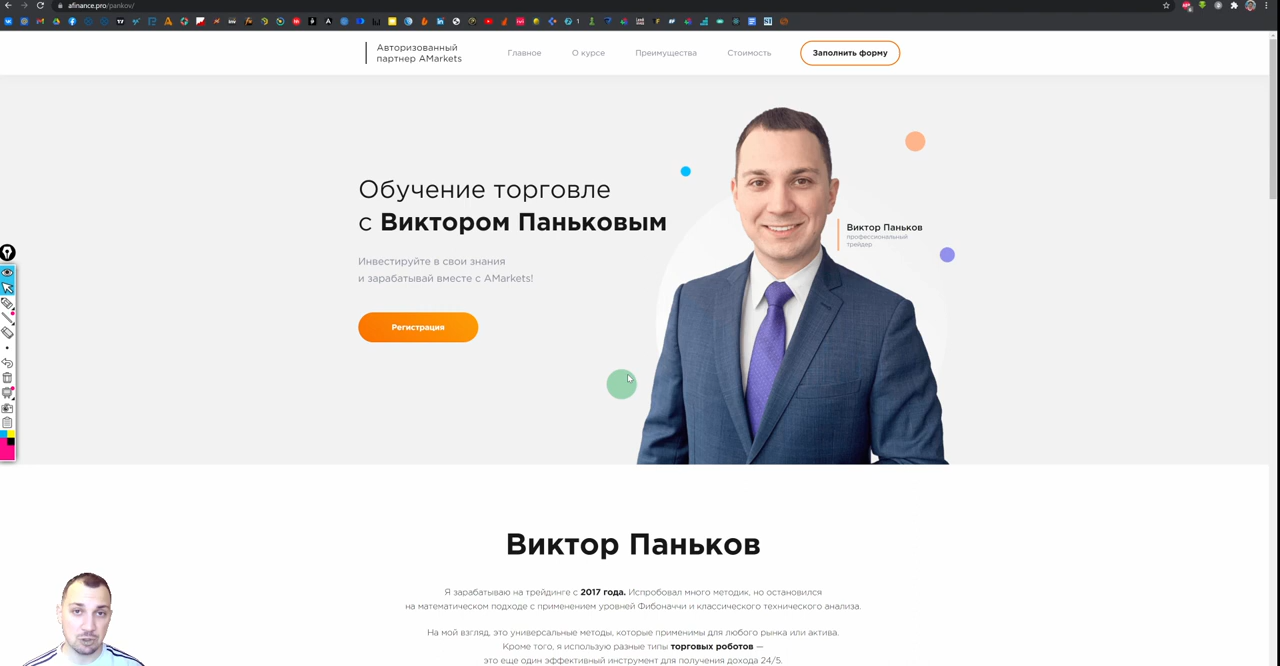 afinance.pro/pankov/
Авторизованный
партнер AMarkets
Главное
О курсе
Преимущества
Стоимость
Заполнить форму
Обучение торговле
с Виктором Паньковым
Инвестируйте в свои знания
и зарабатывай вместе с AMarkets!
Регистрация
Виктор Паньков
профессиональный
трейдер
Виктор Паньков
Я зарабатываю на трейдинге с 2017 года. Испробовал много методик, но остановился
на математическом подходе с применением уровней Фибоначчи и классического технического анализа.
На мой взгляд, это универсальные методы, которые применимы для любого рынка или актива.
Кроме того, я использую разные типы торговых роботов —
это еще один эффективный инструмент для получения дохода 24/5.